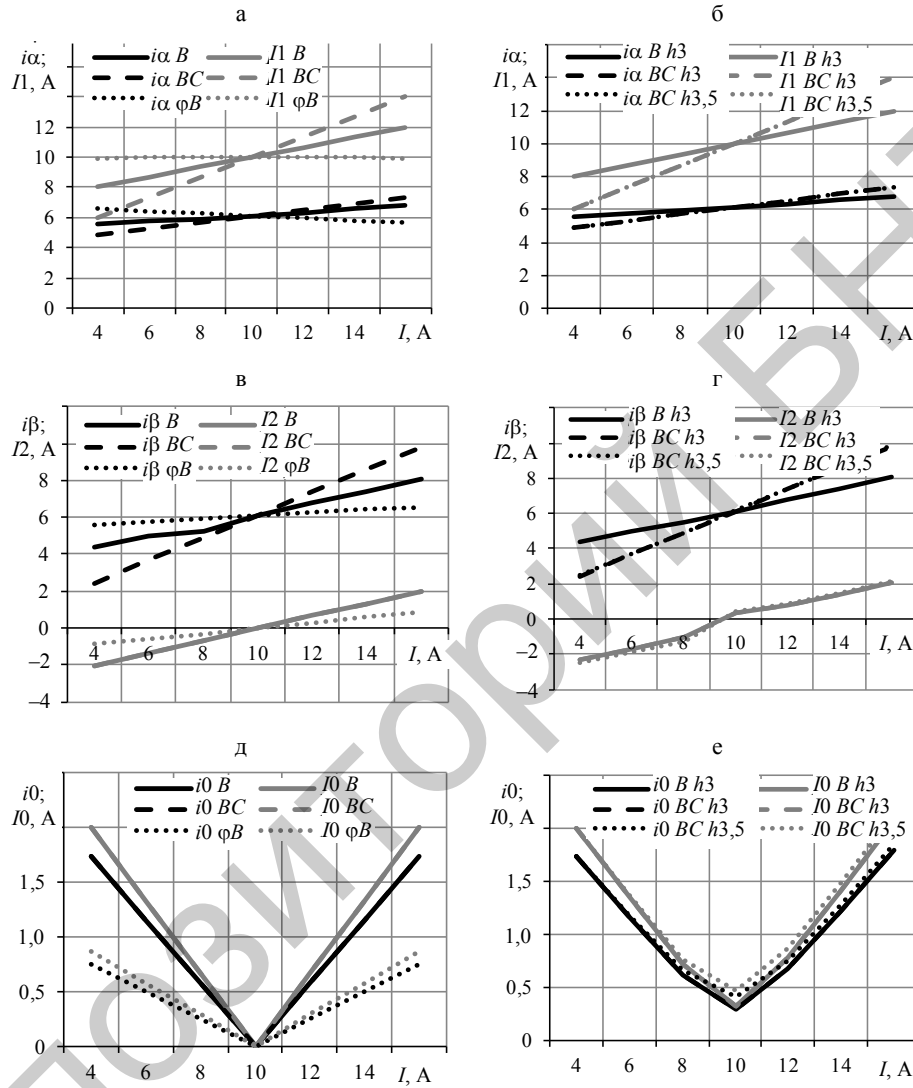 а
iα;
I1, А
iα B
I1 B
iα BC
I1 BC
iα φB
I1 φB
12
10
8
6
4
2
0
4 6 8 10 12 14 I, А
б
iα;
I1, А
iα B h3
I1 B h3
iα BC h3
I1 BC h3
iα BC h3,5
I1 BC h3,5
12
10
8
6
4
2
0
4 6 8 10 12 14 I, А
в
iβ;
I2, А
iβ B
I2 B
iβ BC
I2 BC
iβ φB
I2 φB
8
6
4
2
0
–2
–4
4 6 8 10 12 14 I, А
г
iβ;
I2, А
iβ B h3
I2 B h3
iβ BC h3
I2 BC h3
iβ BC h3,5
I2 BC h3,5
8
6
4
2
0
–2
–4
4 6 8 10 12 14 I, А
д
i0;
I0, А
i0 B
I0 B
i0 BC
I0 BC
i0 φB
I0 φB
1,5
1,0
0,5
0
4 6 8 10 12 14 I, А
е
i0;
I0, А
i0 B h3
I0 B h3
i0 BC h3
I0 BC h3
i0 BC h3,5
I0 BC h3,5
1,5
1,0
0,5
0
4 6 8 10 12 14 I, А